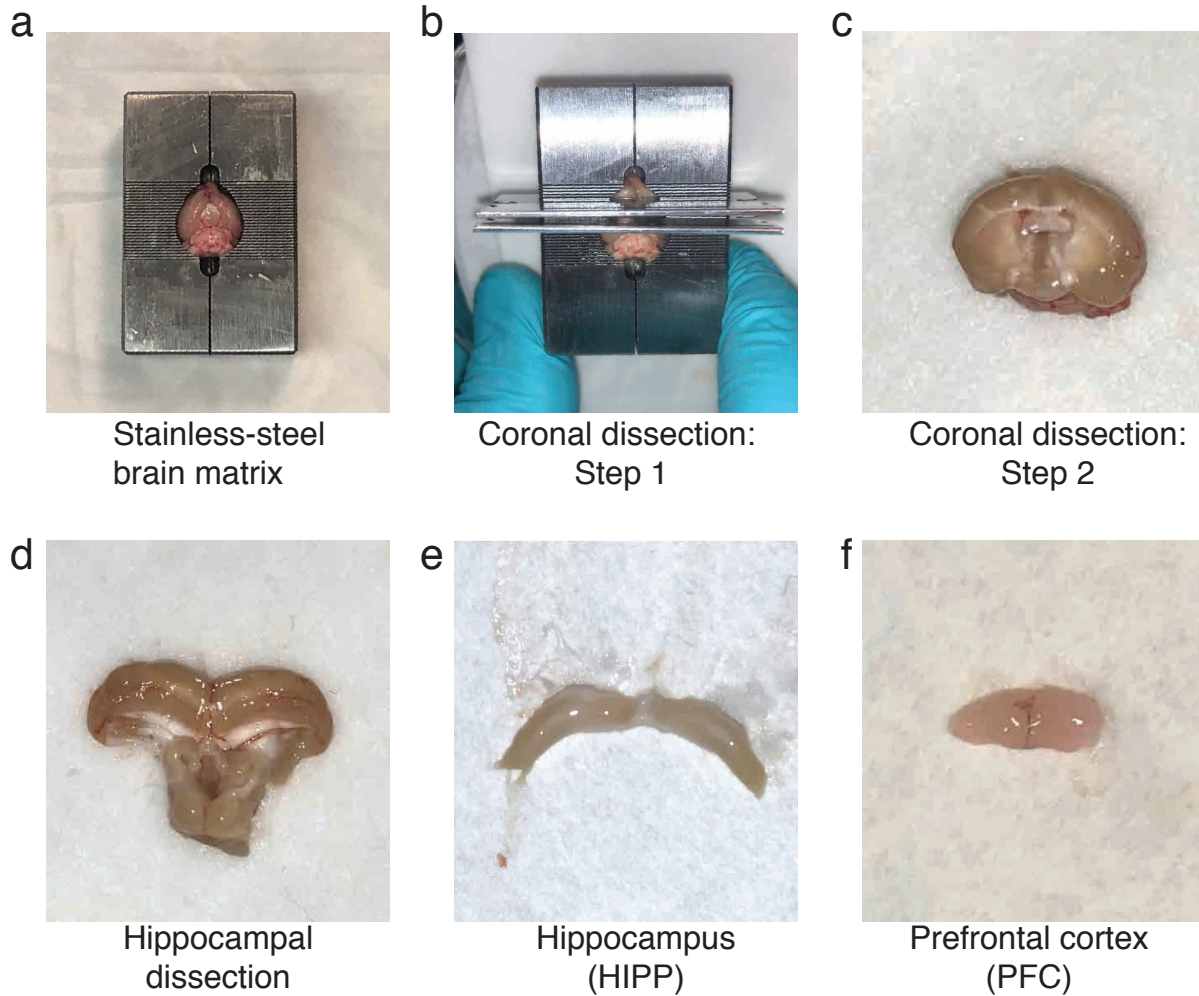 a
b
c
Stainless-steel
brain matrix
Coronal dissection:
Step 1
Coronal dissection:
Step 2
d
e
f
Hippocampal
dissection
Hippocampus
(HIPP)
Prefrontal cortex
(PFC)